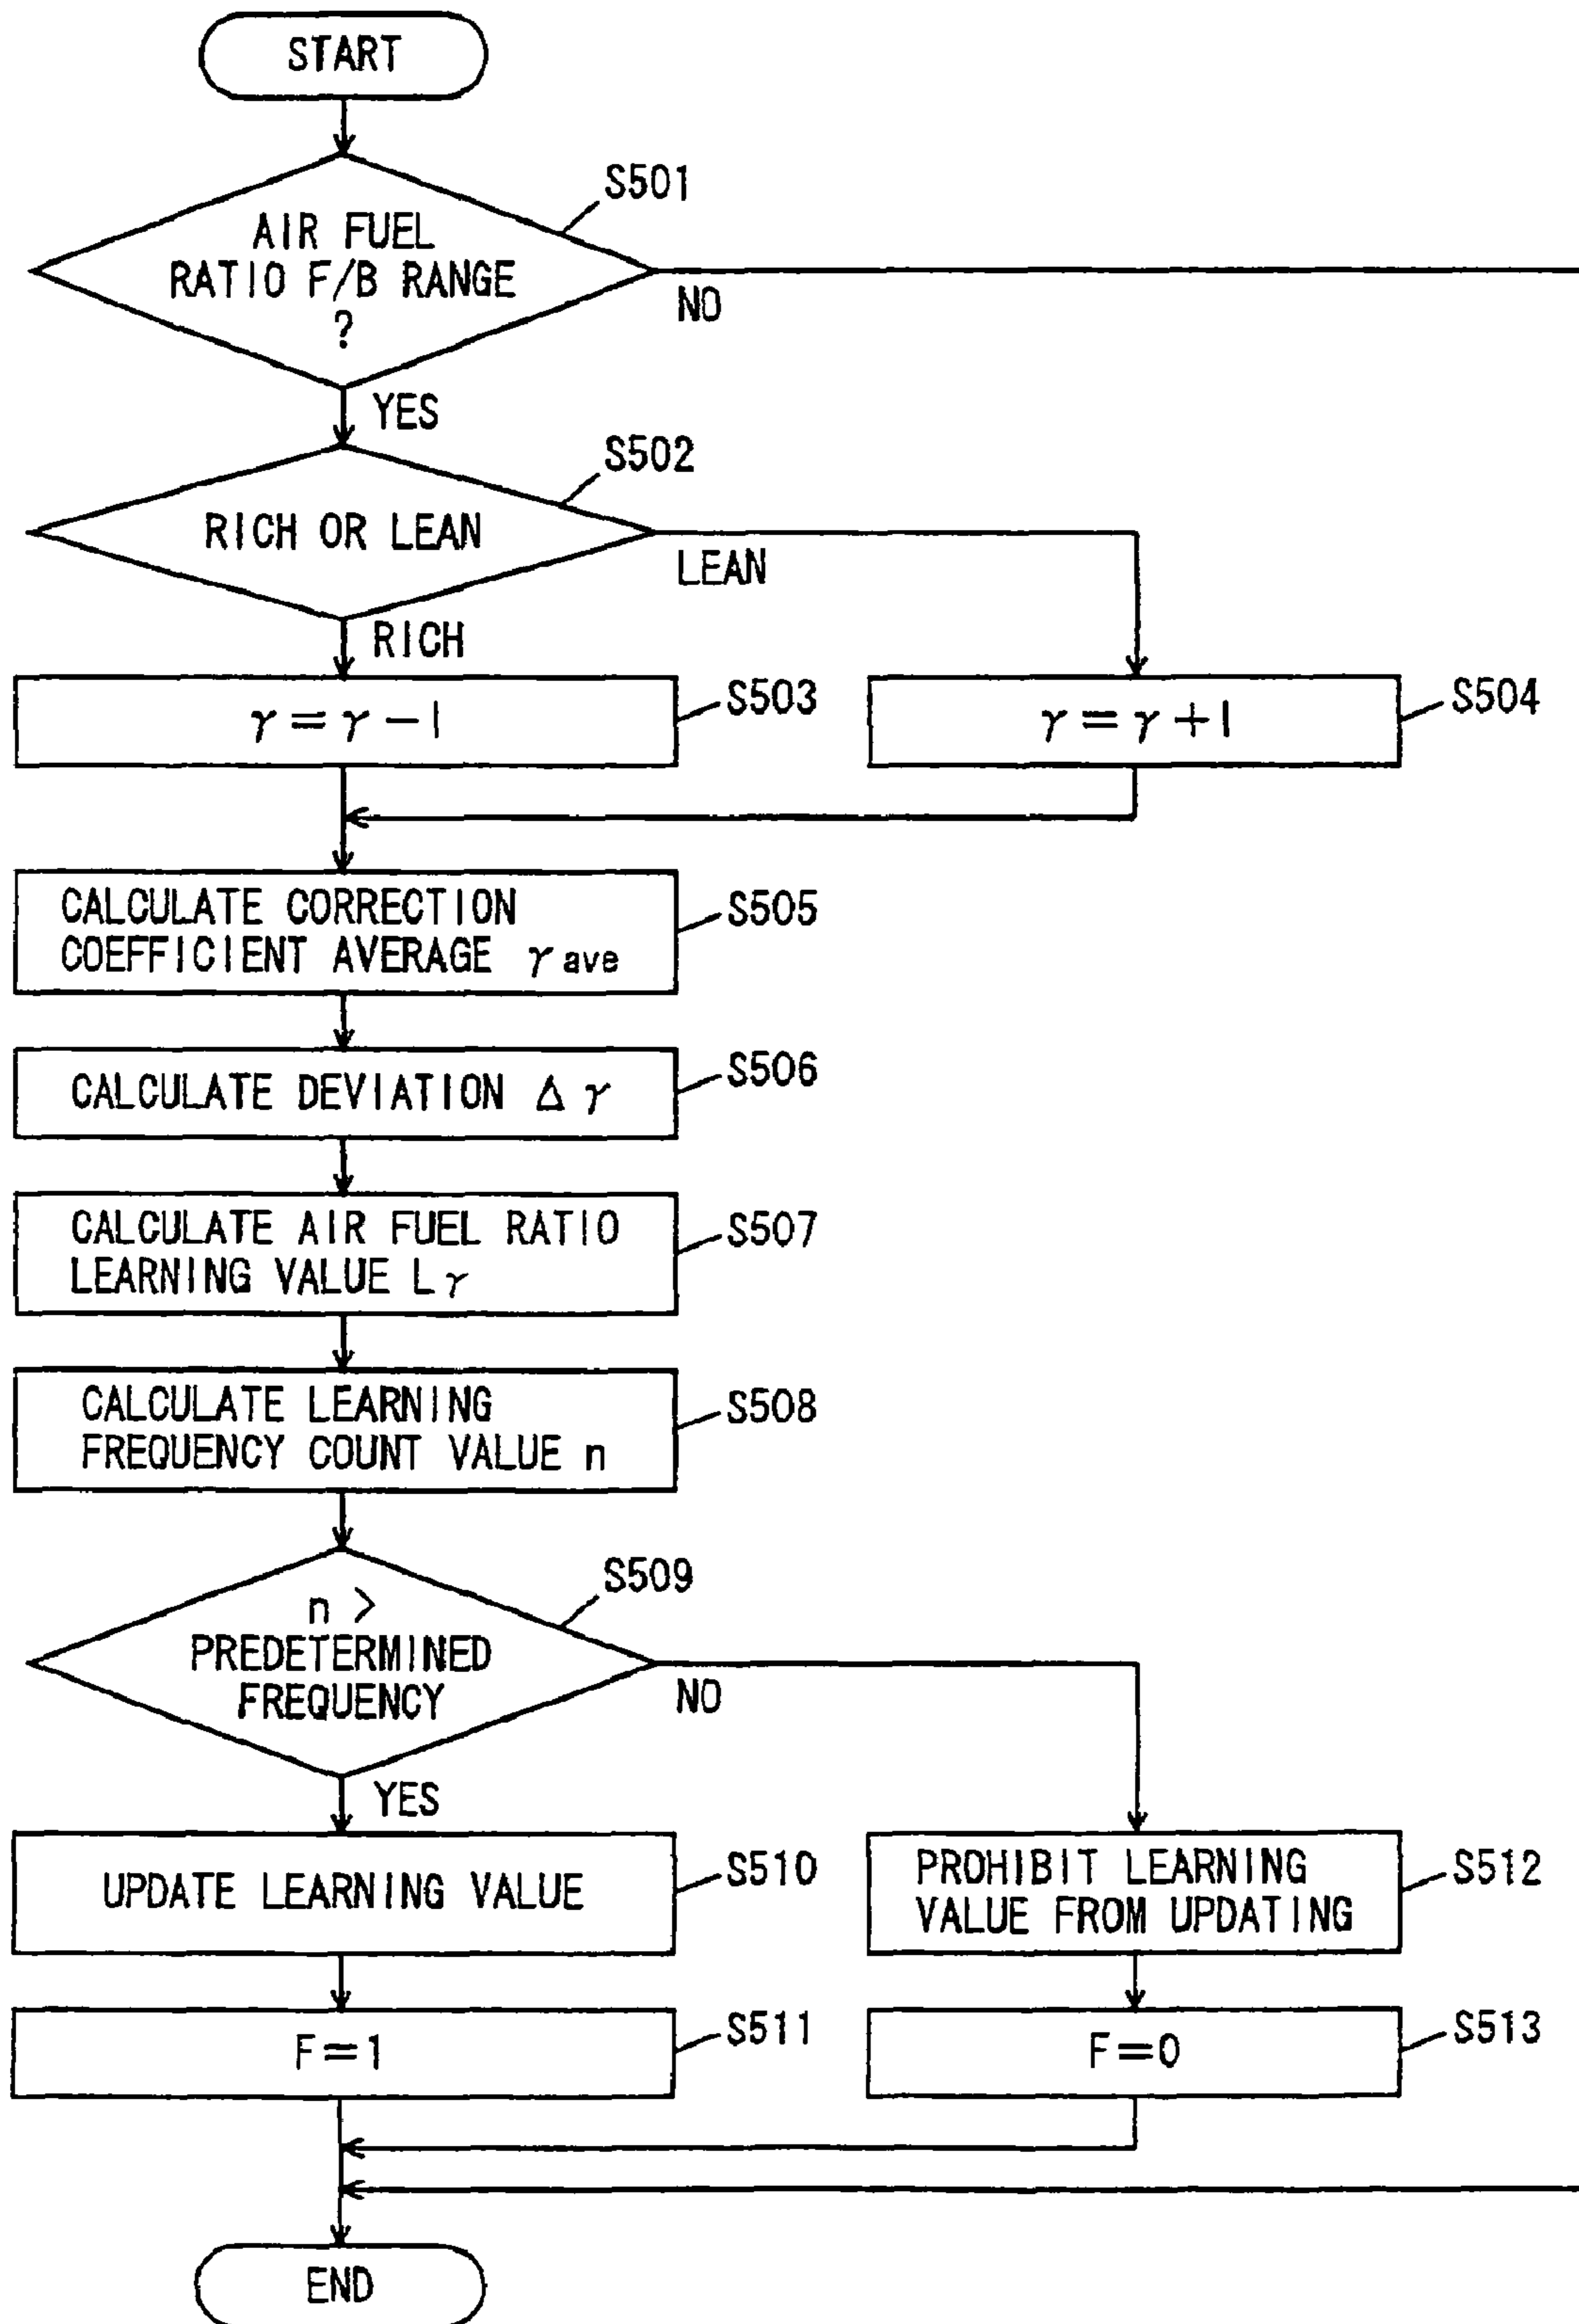 START
S501
AIR FUEL
RATIO F/B RANGE
?
NO
YES
S502
RICH OR LEAN
LEAN
RICH
γ=γ-1
S503
γ=γ+1
S504
CALCULATE CORRECTION
COEFFICIENT AVERAGE γave
S505
CALCULATE DEVIATION Δγ
S506
CALCULATE AIR FUEL RATIO
LEARNING VALUE Lγ
S507
CALCULATE LEARNING
FREQUENCY COUNT VALUE n
S508
S509
n >
PREDETERMINED
FREQUENCY
NO
YES
UPDATE LEARNING VALUE
S510
PROHIBIT LEARNING
VALUE FROM UPDATING
S512
F=1
S511
F=0
S513
END